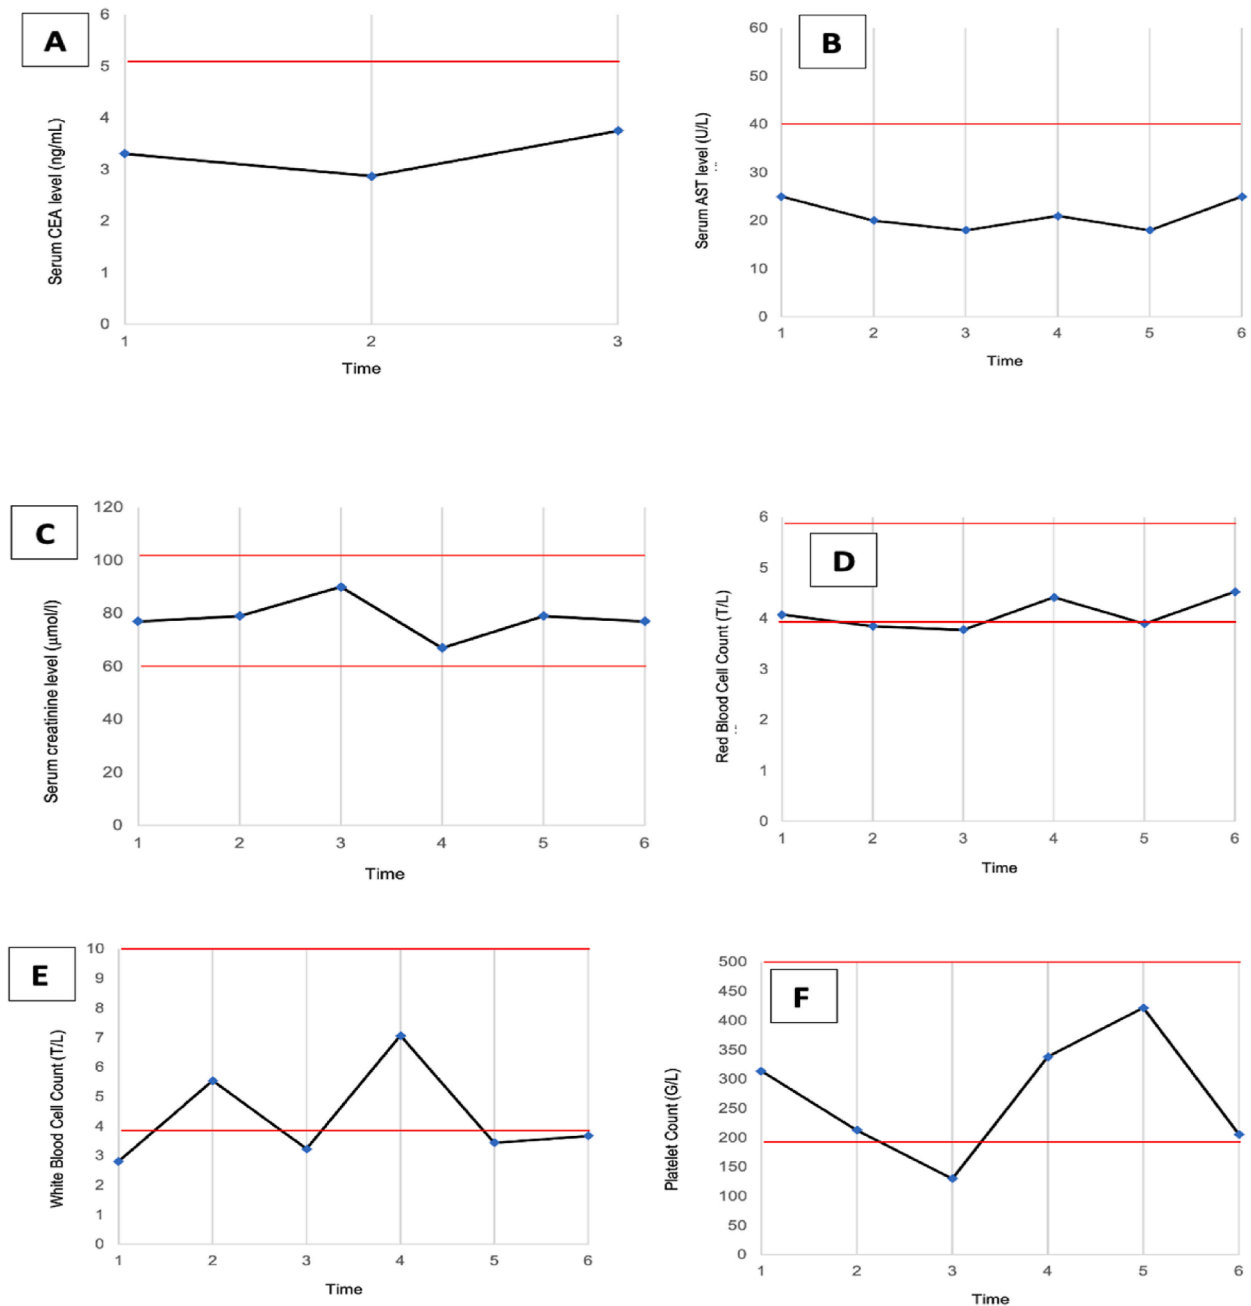 A
6
5
4
3
2
1
0
Serum CEA level (ng/mL)
1 2 3
Time
B
60
50
40
30
20
10
0
Serum AST level (U/L)
1 2 3 4 5 6
Time
C
120
100
80
60
40
20
0
Serum creatinine level (µmol/l)
1 2 3 4 5 6
Time
D
6
5
4
3
2
1
0
Red Blood Cell Count (T/L)
1 2 3 4 5 6
Time
E
10
9
8
7
6
5
4
3
2
1
0
White Blood Cell Count (T/L)
1 2 3 4 5 6
Time
F
500
450
400
350
300
250
200
150
100
50
0
Platelet Count (G/L)
1 2 3 4 5 6
Time